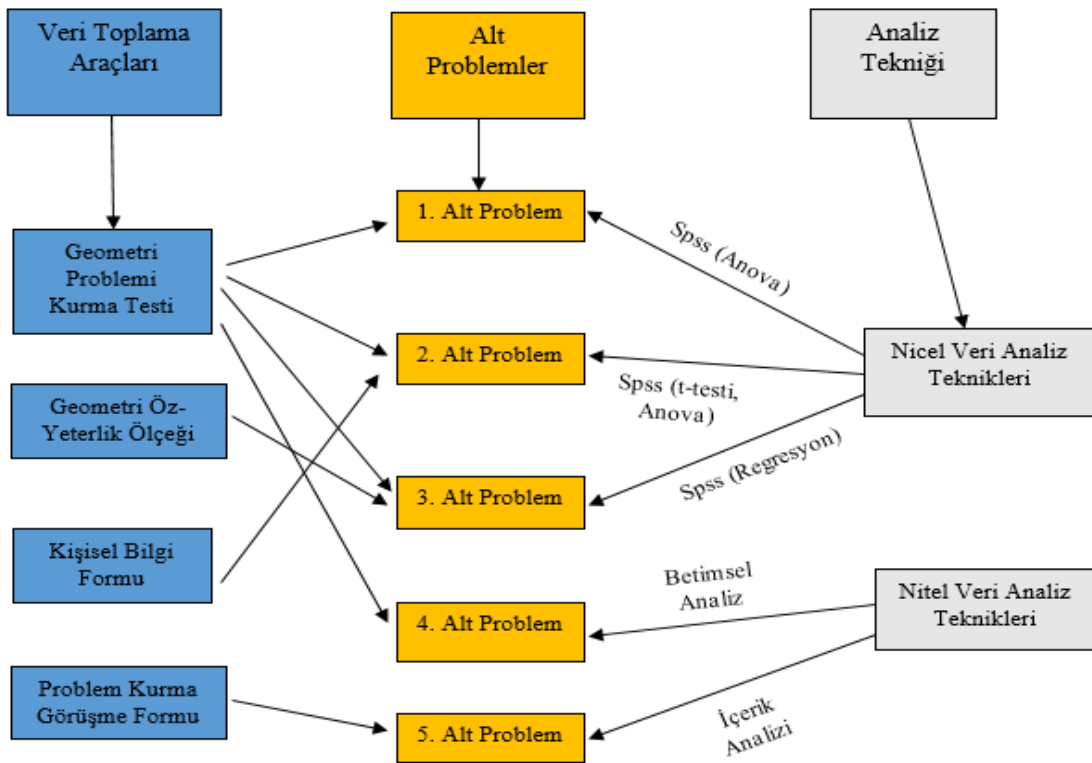 Veri Toplama
Araçları
Alt
Problemler
Analiz
Tekniği
Geometri
Problemi
Kurma Testi
Geometri Öz-
Yeterlik Ölçeği
Kişisel Bilgi
Formu
Problem Kurma
Görüşme Formu
1. Alt Problem
2. Alt Problem
3. Alt Problem
4. Alt Problem
5. Alt Problem
Spss (Anova)
Spss (t-testi,
Anova)
Spss (Regresyon)
Betimsel
Analiz
İçerik
Analizi
Nicel Veri Analiz
Teknikleri
Nitel Veri Analiz
Teknikleri